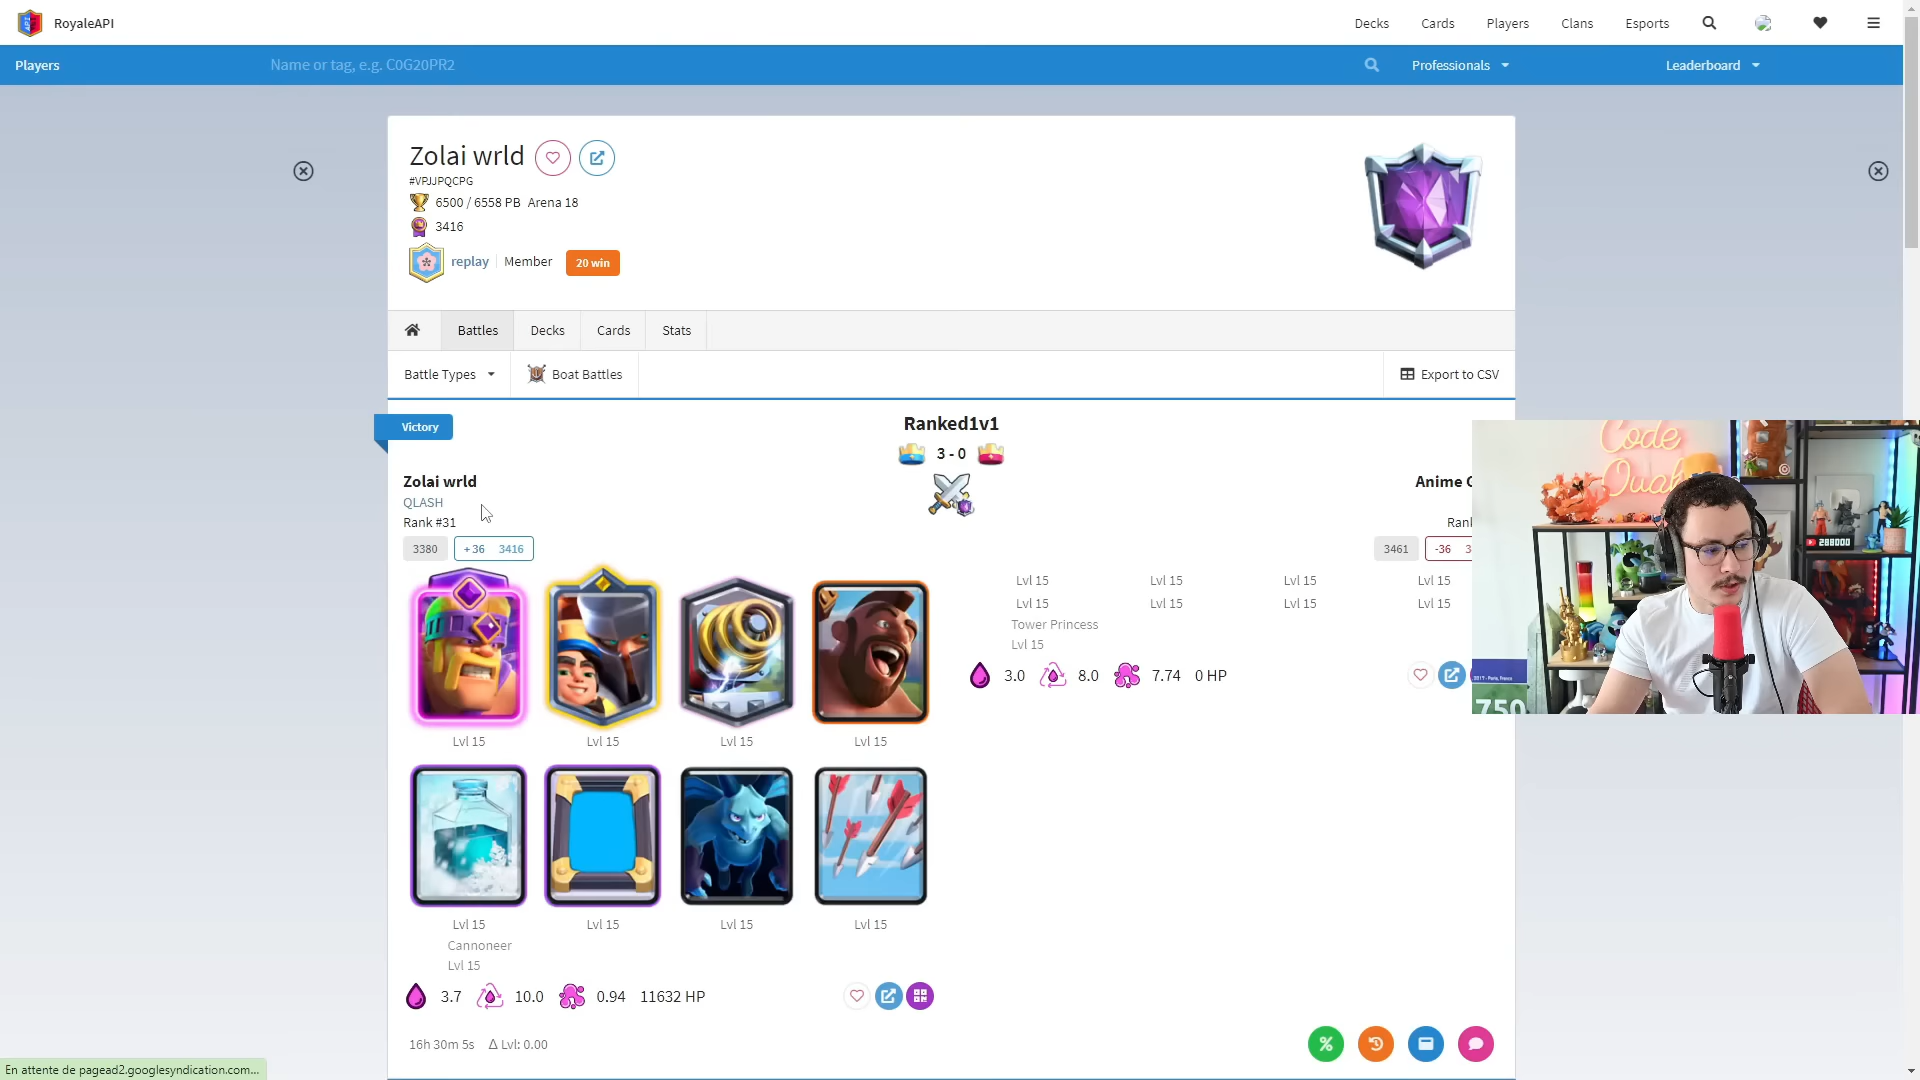 RoyaleAPI
Decks Cards Players Clans Esports
Players
Name or tag, e.g. C0G20PR2
Professionals
Leaderboard
Zolai wrld
#VPJJPQCPG
6500 / 6558 PB Arena 18
3416
replay Member 20 win
Battles Decks Cards Stats
Battle Types Boat Battles
Export to CSV
Victory
Ranked1v1
3 - 0
Zolai wrld
QLASH
Rank #31
3380 +36 3416
Anime
3461 -36
Lvl 15 Lvl 15 Lvl 15 Lvl 15
Lvl 15 Lvl 15 Lvl 15 Lvl 15
Tower Princess
Lvl 15
3.0 8.0 7.74 0 HP
Lvl 15 Lvl 15 Lvl 15 Lvl 15
Lvl 15 Lvl 15 Lvl 15 Lvl 15
Cannoneer
Lvl 15
3.7 10.0 0.94 11632 HP
16h 30m 5s Δ Lvl: 0.00
Code
298000
750
En attente de pagead2.googlesyndication.com...